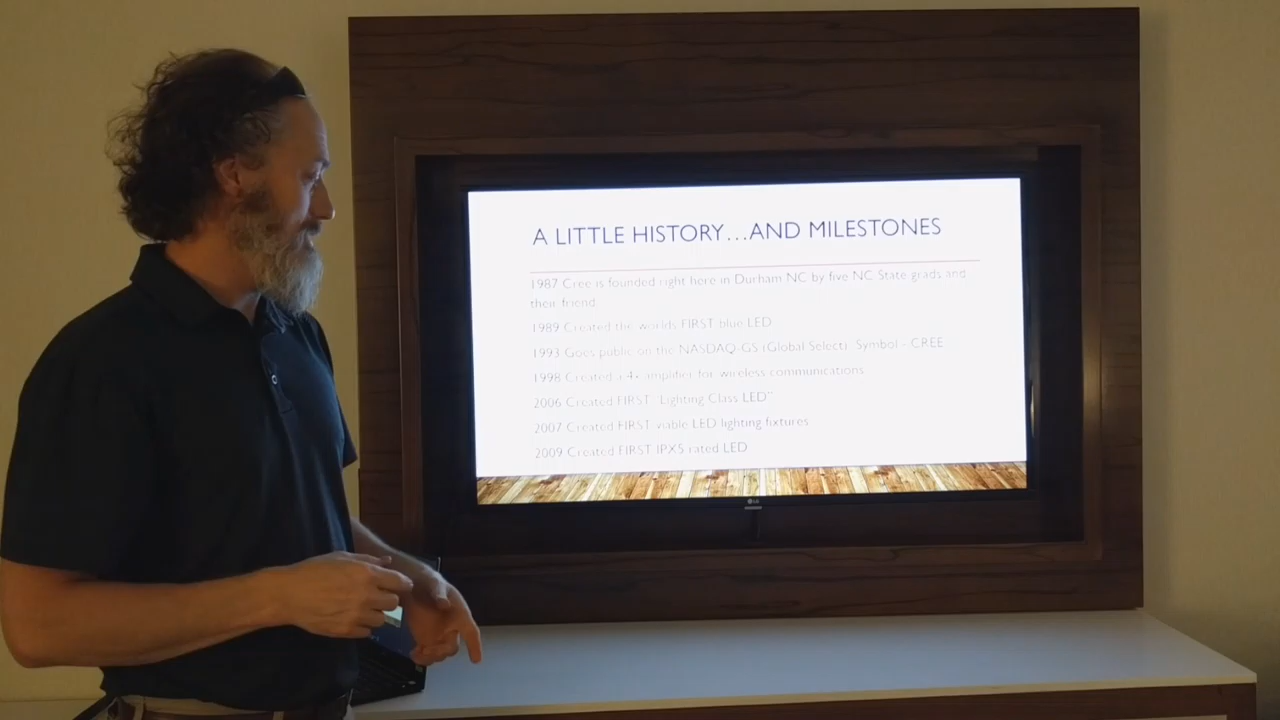 A LITTLE HISTORY...AND MILESTONES
1987 Cree is founded right here in Durham NC by five NC State grads and
their friend
1989 Created the worlds FIRST blue LED
1993 Goes public on the NASDAQ-GS (Global Select) Symbol - CREE
1998 Created a 4x amplifier for wireless communications
2006 Created FIRST "Lighting Class LED"
2007 Created FIRST viable LED lighting fixtures
2009 Created FIRST IPX5 rated LED
LG